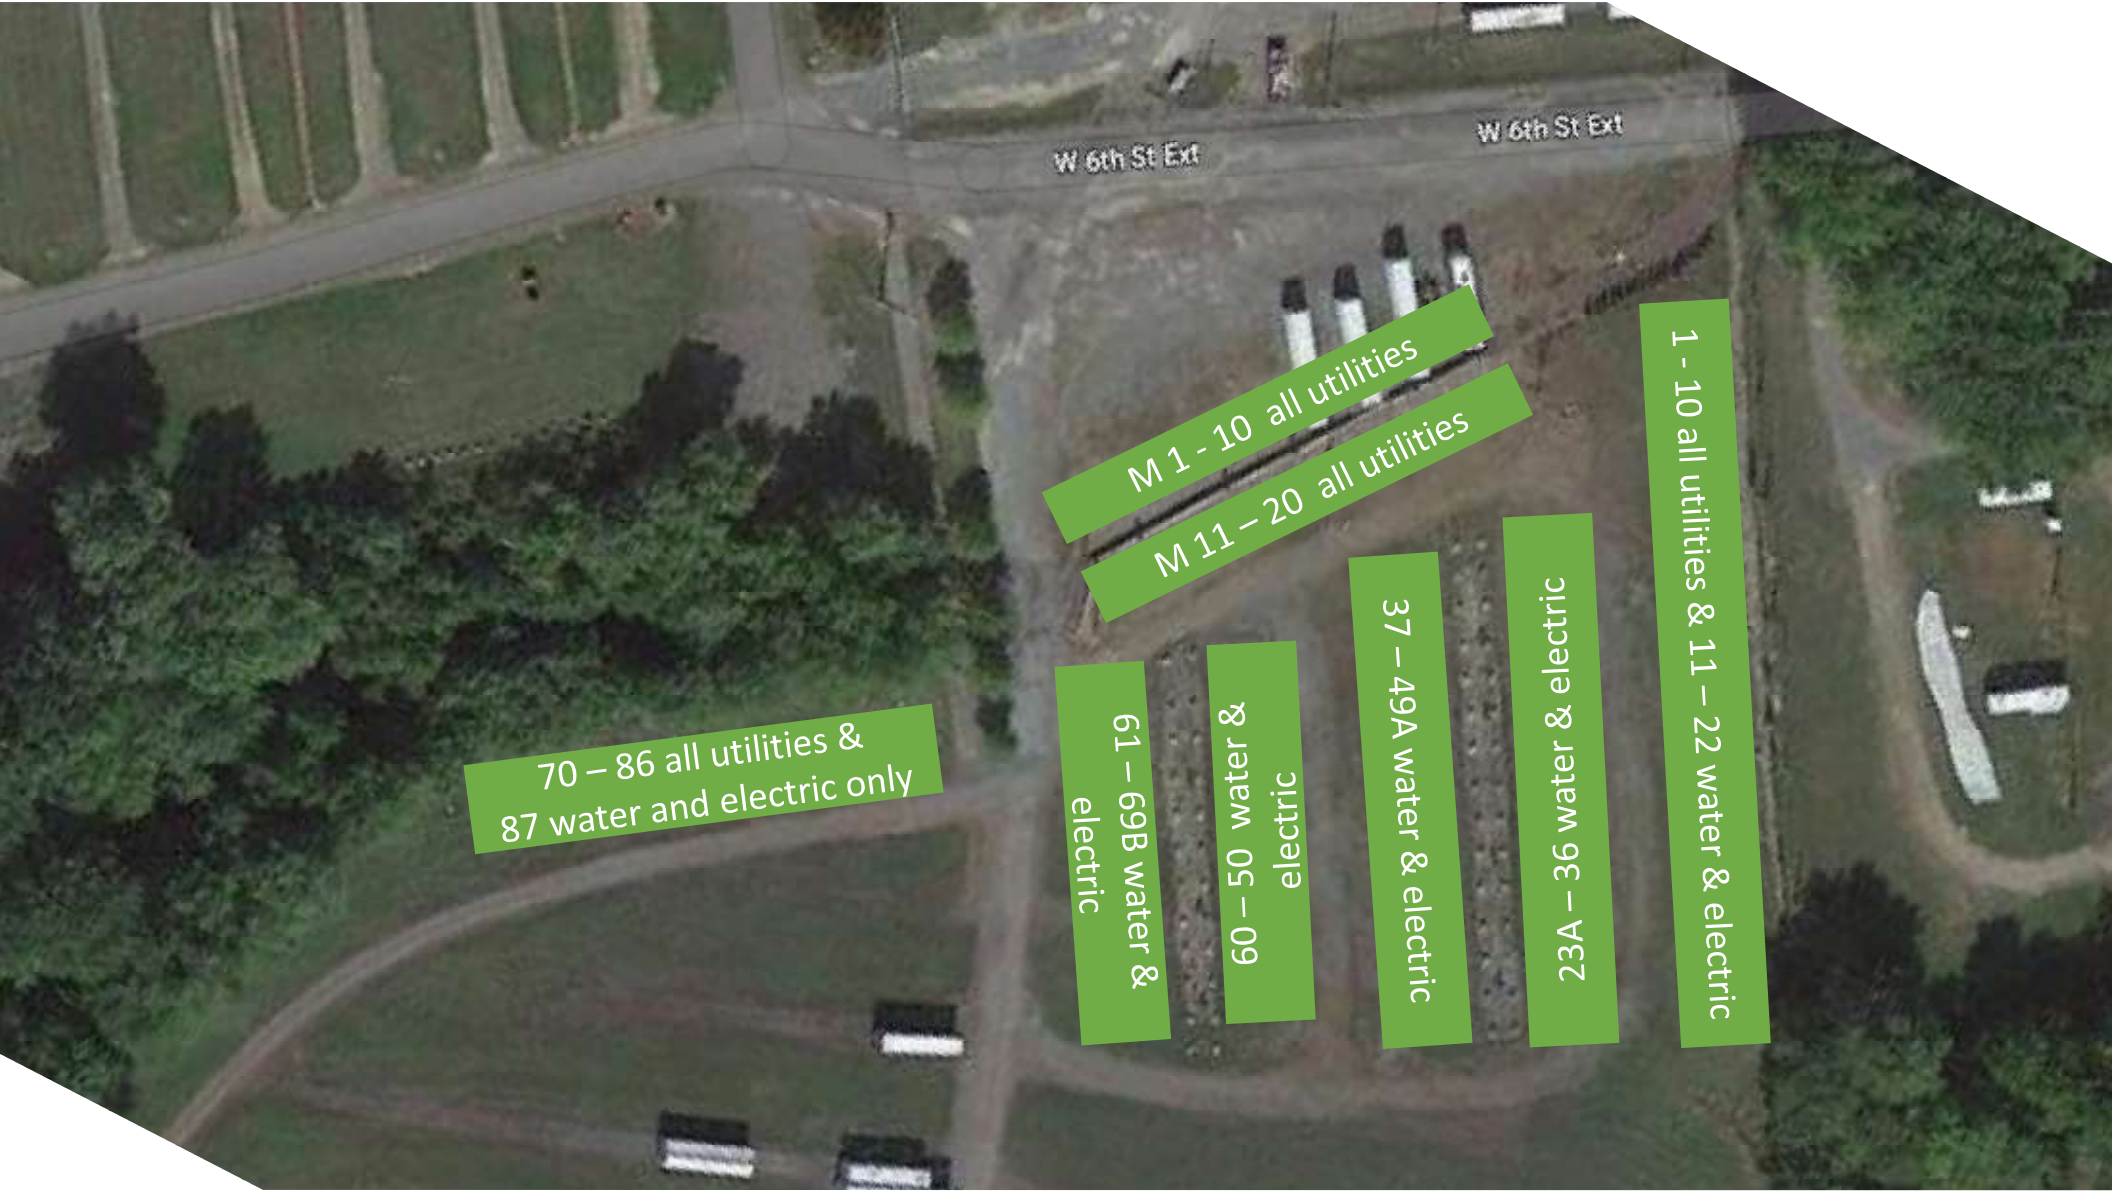 W 6th St Ext
W 6th St Ext
M 1 - 10 all utilities
M 11 – 20 all utilities
1 - 10 all utilities & 11 – 22 water & electric
23A – 36 water & electric
37 – 49A water & electric
60 – 50 water &
electric
61 – 69B water &
electric
70 – 86 all utilities &
87 water and electric only